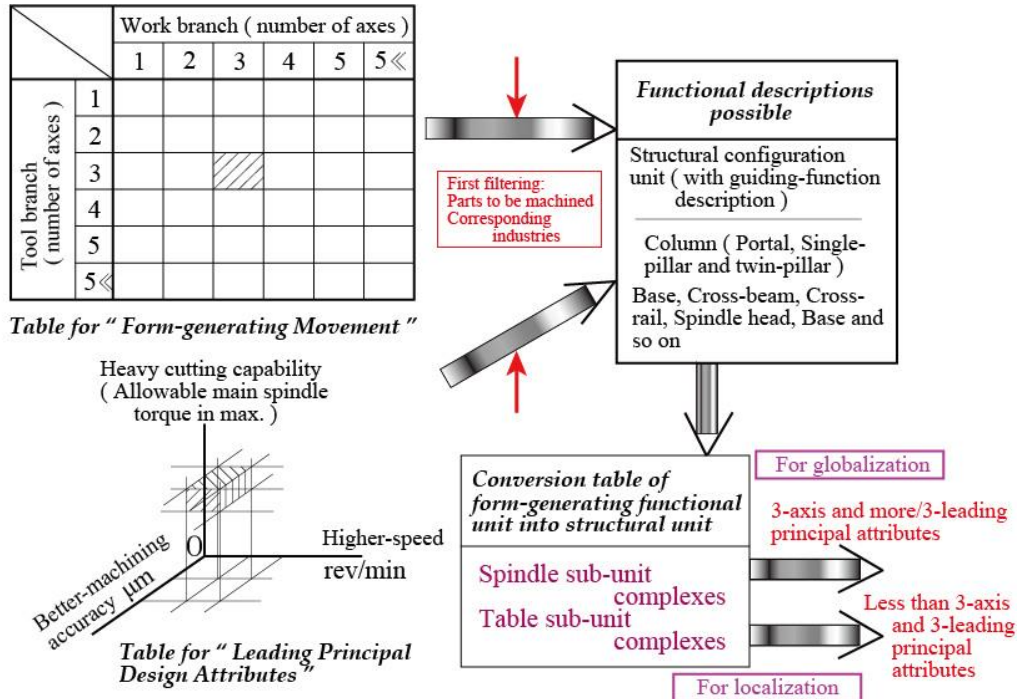 Work branch ( number of axes )
1 2 3 4 5 5≪
Tool branch
( number of axes )
1
2
3
4
5
5≪
Table for “ Form-generating Movement ”
First filtering:
Parts to be machined
Corresponding
industries
Functional descriptions
possible
Structural configuration
unit ( with guiding-function
description )
Column ( Portal, Single-
pillar and twin-pillar )
Base, Cross-beam, Cross-
rail, Spindle head, Base and
so on
Heavy cutting capability
( Allowable main spindle
torque in max. )
O
Higher-speed
rev/min
Better-machining
accuracy μm
Table for “ Leading Principal
Design Attributes ”
Conversion table of
form-generating functional
unit into structural unit
Spindle sub-unit
complexes
Table sub-unit
complexes
For globalization
3-axis and more/3-leading
principal attributes
Less than 3-axis
and 3-leading
principal
attributes
For localization